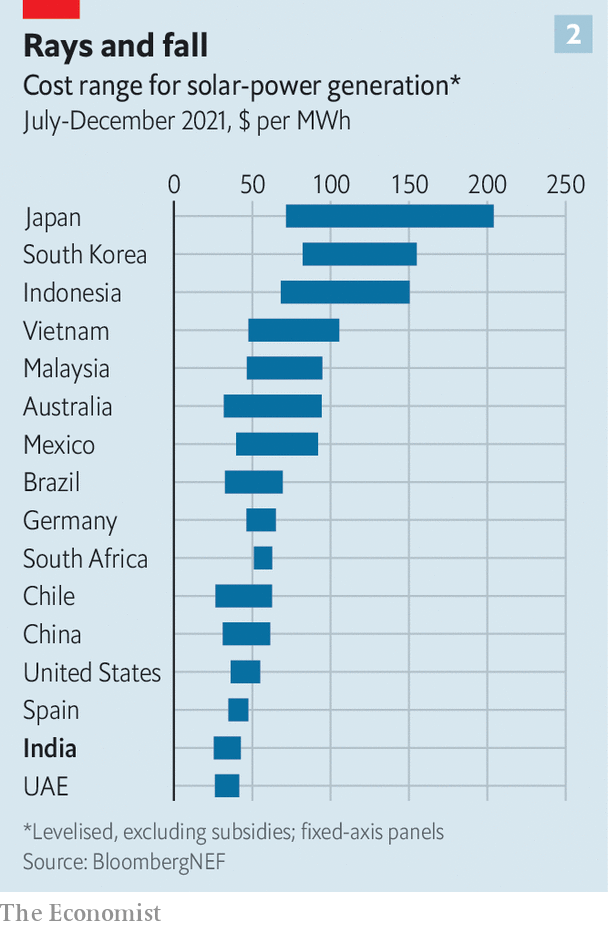 Rays and fall
2
Cost range for solar-power generation*
July-December 2021, $ per MWh
0 50 100 150 200 250
Japan
South Korea
Indonesia
Vietnam
Malaysia
Australia
Mexico
Brazil
Germany
South Africa
Chile
China
United States
Spain
India
UAE
*Levelised, excluding subsidies; fixed-axis panels
Source: BloombergNEF
The Economist